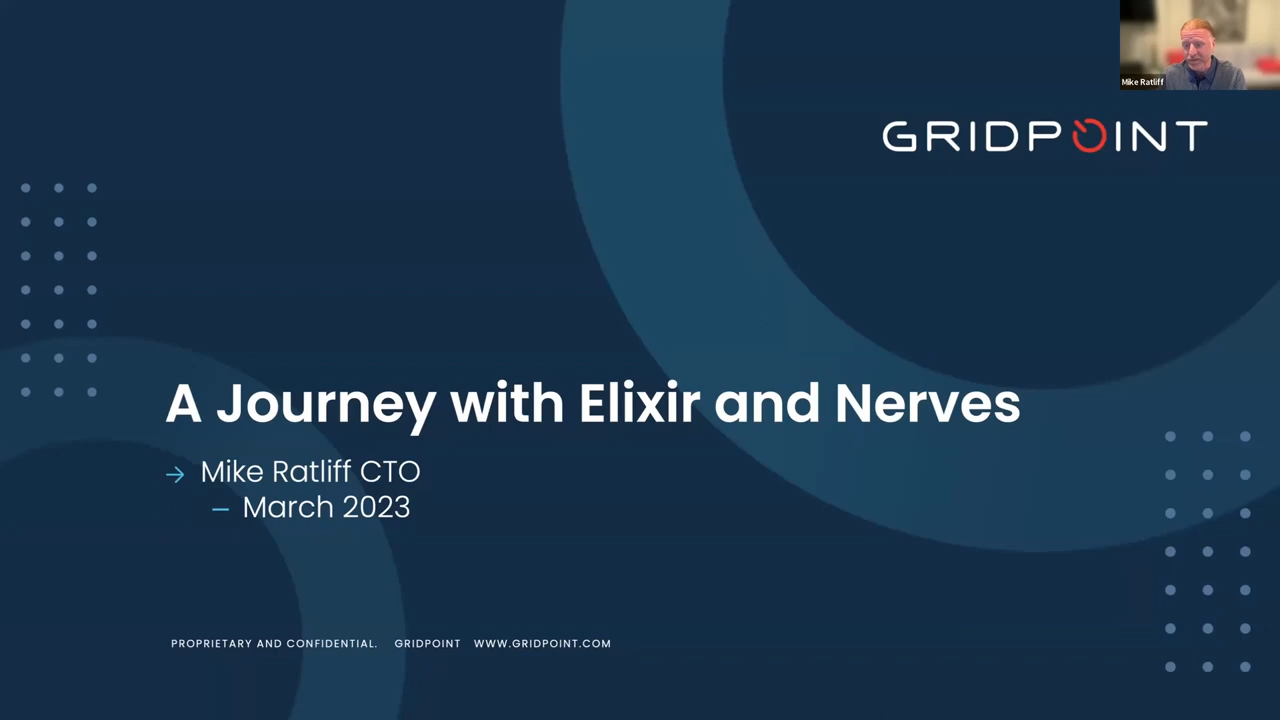 Mike Ratliff
GRIDPOINT
A Journey with Elixir and Nerves
→ Mike Ratliff CTO
– March 2023
PROPRIETARY AND CONFIDENTIAL. GRIDPOINT WWW.GRIDPOINT.COM